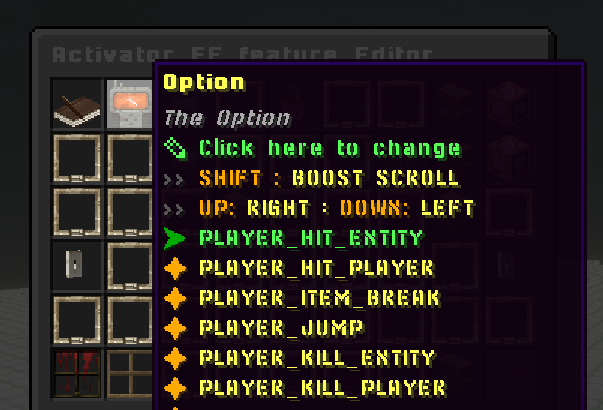 Activator EE feature Editor
Option
The Option
Click here to change
>> SHIFT : BOOST SCROLL
>> UP: RIGHT : DOWN: LEFT
PLAYER_HIT_ENTITY
PLAYER_HIT_PLAYER
PLAYER_ITEM_BREAK
PLAYER_JUMP
PLAYER_KILL_ENTITY
PLAYER_KILL_PLAYER